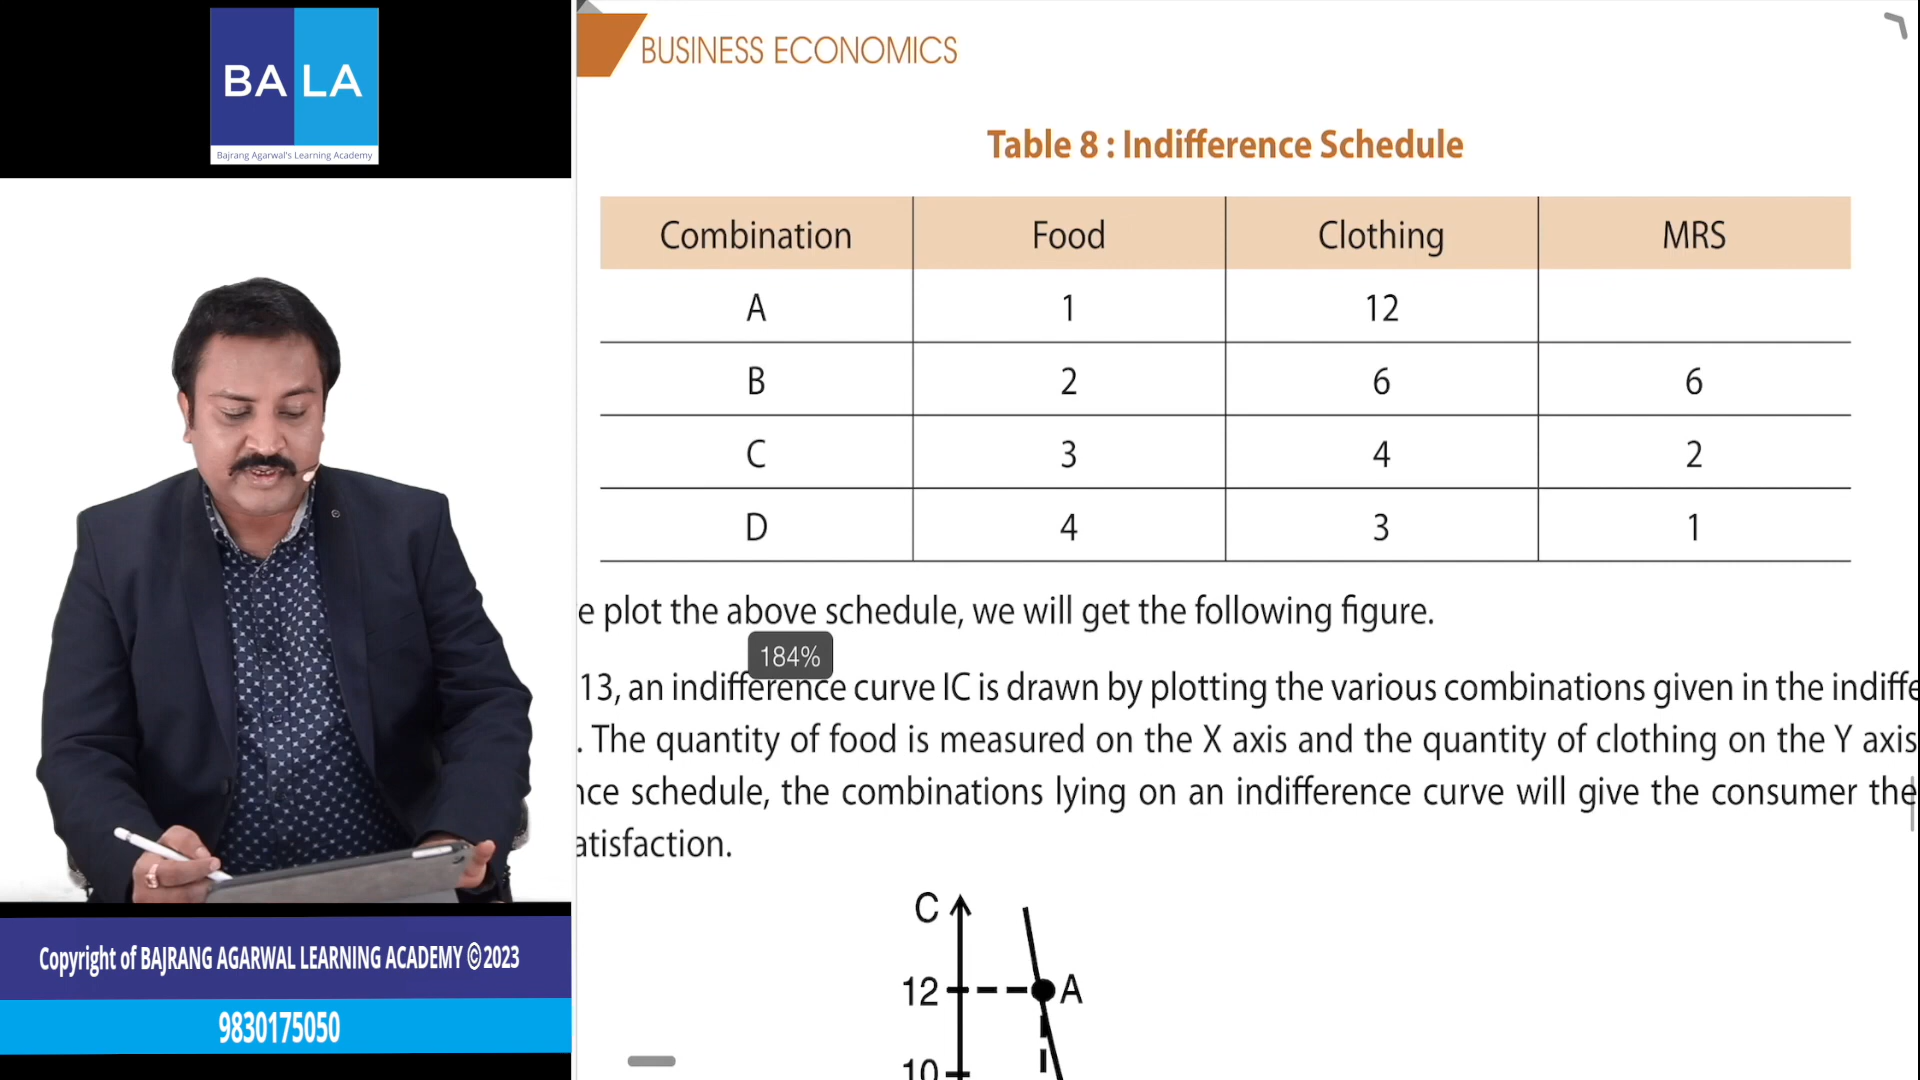 BA LA
Bajrang Agarwal's Learning Academy
BUSINESS ECONOMICS
Table 8 : Indifference Schedule
Combination Food Clothing MRS
A 1 12
B 2 6 6
C 3 4 2
D 4 3 1
e plot the above schedule, we will get the following figure.
184%
13, an indifference curve IC is drawn by plotting the various combinations given in the indiffe
. The quantity of food is measured on the X axis and the quantity of clothing on the Y axis
nce schedule, the combinations lying on an indifference curve will give the consumer the
atisfaction.
C
12 A
10
Copyright of BAJRANG AGARWAL LEARNING ACADEMY ©2023
9830175050